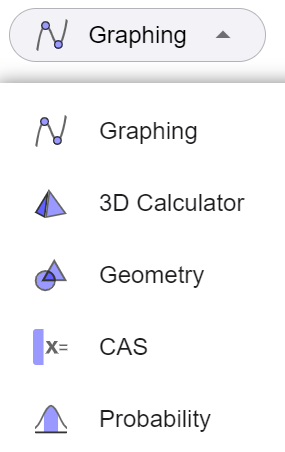 Graphing
Graphing
3D Calculator
Geometry
x=
CAS
Probability